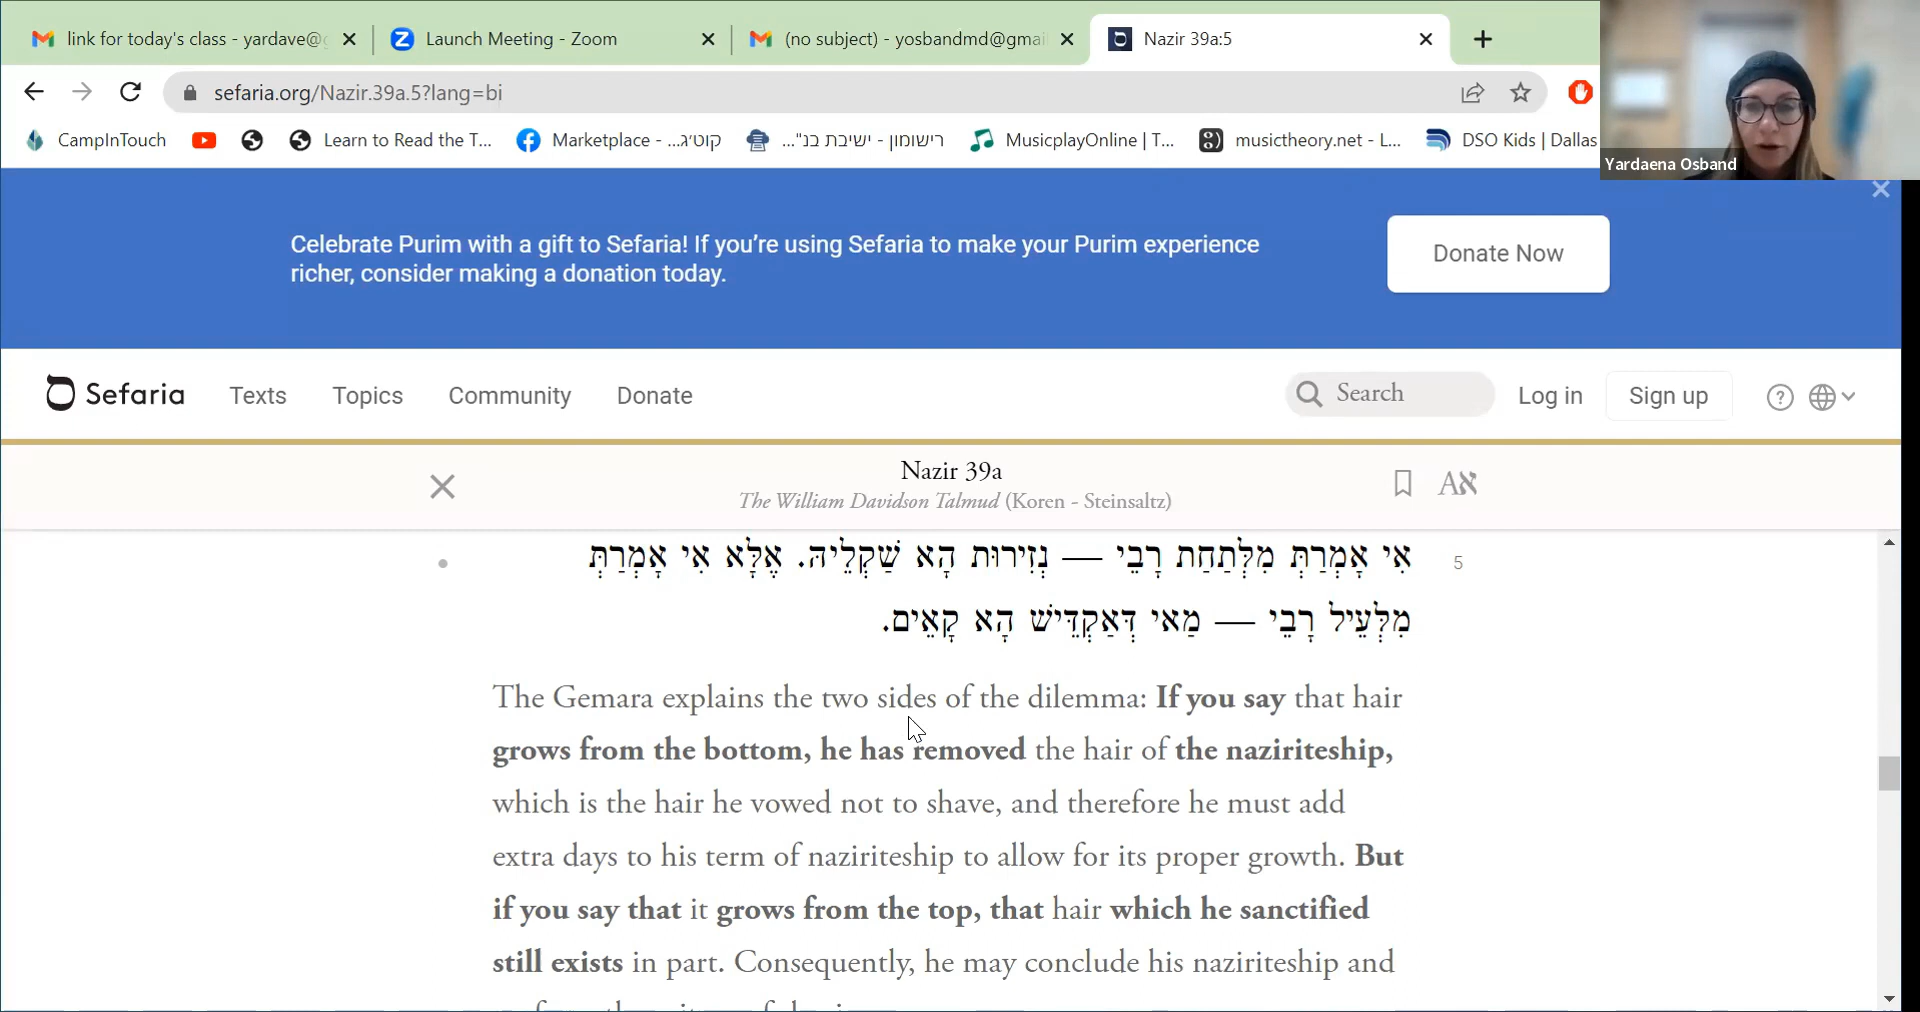 link for today's class - yardave@g
Launch Meeting - Zoom
(no subject) - yosbandmd@gmai
Nazir 39a:5
sefaria.org/Nazir.39a.5?lang=bi
CampInTouch
Learn to Read the T...
Marketplace - ...קוטי'ג
רישומון - ישיבת בנ"...
MusicplayOnline | T...
musictheory.net - L...
DSO Kids | Dallas
Yardaena Osband
Celebrate Purim with a gift to Sefaria! If you're using Sefaria to make your Purim experience
richer, consider making a donation today.
Donate Now
Sefaria
Texts
Topics
Community
Donate
Search
Log in
Sign up
Nazir 39a
The William Davidson Talmud (Koren - Steinsaltz)
5
אִי אָמְרַתְּ מִלְּתַחַת רָבֵי — נְזִירוּת הָא שַׁקְלֵיהּ. אֶלָּא אִי אָמְרַתְּ
מִלְּעֵיל רָבֵי — מַאי דְּאַקְדֵּישׁ הָא קָאֵים.
The Gemara explains the two sides of the dilemma: If you say that hair
grows from the bottom, he has removed the hair of the naziriteship,
which is the hair he vowed not to shave, and therefore he must add
extra days to his term of naziriteship to allow for its proper growth. But
if you say that it grows from the top, that hair which he sanctified
still exists in part. Consequently, he may conclude his naziriteship and